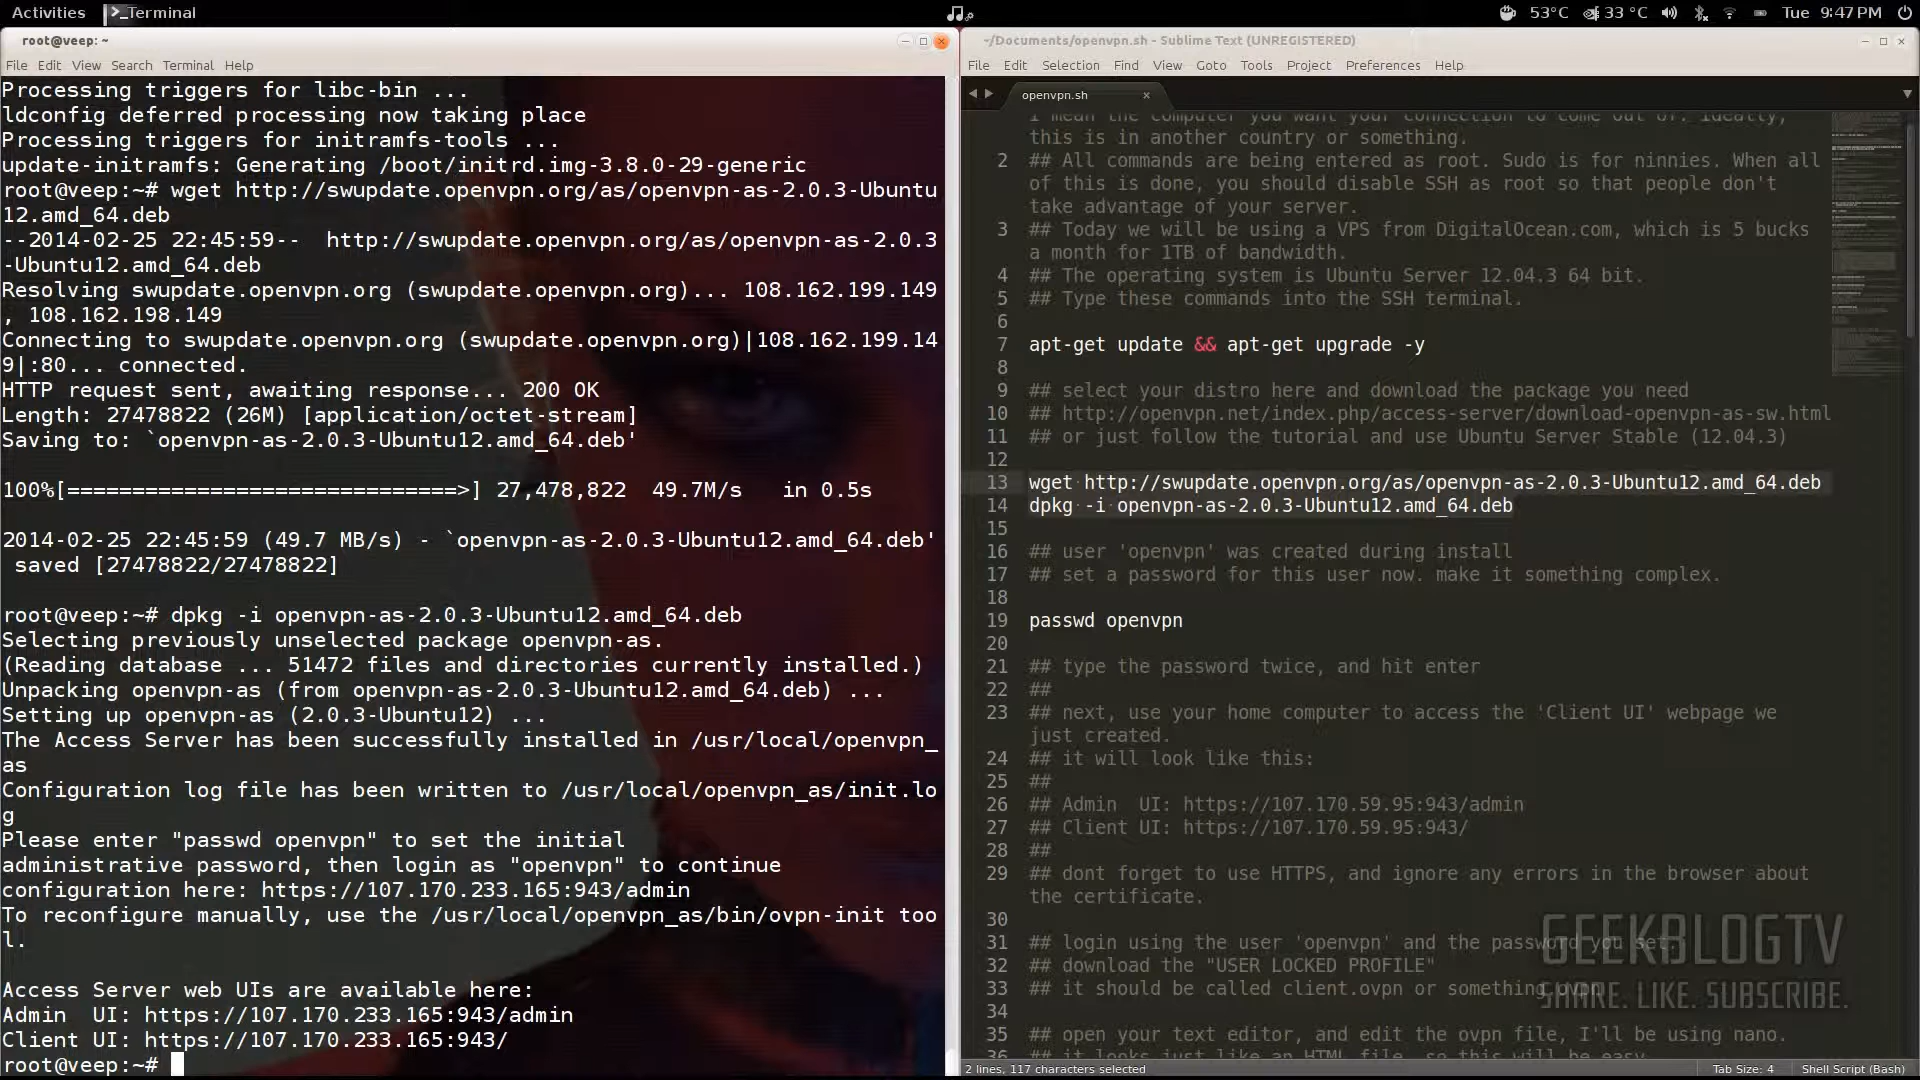 Activities
Terminal
53°C
33 °C
Tue 9:47 PM
root@veep: ~
File Edit View Search Terminal Help
Processing triggers for libc-bin ...
ldconfig deferred processing now taking place
Processing triggers for initramfs-tools ...
update-initramfs: Generating /boot/initrd.img-3.8.0-29-generic
root@veep:~# wget http://swupdate.openvpn.org/as/openvpn-as-2.0.3-Ubuntu
12.amd_64.deb
--2014-02-25 22:45:59--  http://swupdate.openvpn.org/as/openvpn-as-2.0.3
-Ubuntu12.amd_64.deb
Resolving swupdate.openvpn.org (swupdate.openvpn.org)... 108.162.199.149
, 108.162.198.149
Connecting to swupdate.openvpn.org (swupdate.openvpn.org)|108.162.199.14
9|:80... connected.
HTTP request sent, awaiting response... 200 OK
Length: 27478822 (26M) [application/octet-stream]
Saving to: `openvpn-as-2.0.3-Ubuntu12.amd_64.deb'
100%[==============================>] 27,478,822  49.7M/s   in 0.5s
2014-02-25 22:45:59 (49.7 MB/s) - `openvpn-as-2.0.3-Ubuntu12.amd_64.deb'
saved [27478822/27478822]
root@veep:~# dpkg -i openvpn-as-2.0.3-Ubuntu12.amd_64.deb
Selecting previously unselected package openvpn-as.
(Reading database ... 51472 files and directories currently installed.)
Unpacking openvpn-as (from openvpn-as-2.0.3-Ubuntu12.amd_64.deb) ...
Setting up openvpn-as (2.0.3-Ubuntu12) ...
The Access Server has been successfully installed in /usr/local/openvpn_
as
Configuration log file has been written to /usr/local/openvpn_as/init.lo
g
Please enter "passwd openvpn" to set the initial
administrative password, then login as "openvpn" to continue
configuration here: https://107.170.233.165:943/admin
To reconfigure manually, use the /usr/local/openvpn_as/bin/ovpn-init too
l.
Access Server web UIs are available here:
Admin  UI: https://107.170.233.165:943/admin
Client UI: https://107.170.233.165:943/
root@veep:~#
~/Documents/openvpn.sh - Sublime Text (UNREGISTERED)
File Edit Selection Find View Goto Tools Project Preferences Help
openvpn.sh
I mean the computer you want your connection to come out of. Ideally,
this is in another country or something.
2 ## All commands are being entered as root. Sudo is for ninnies. When all
of this is done, you should disable SSH as root so that people don't
take advantage of your server.
3 ## Today we will be using a VPS from DigitalOcean.com, which is 5 bucks
a month for 1TB of bandwidth.
4 ## The operating system is Ubuntu Server 12.04.3 64 bit.
5 ## Type these commands into the SSH terminal.
6
7 apt-get update && apt-get upgrade -y
8
9 ## select your distro here and download the package you need
10 ## http://openvpn.net/index.php/access-server/download-openvpn-as-sw.html
11 ## or just follow the tutorial and use Ubuntu Server Stable (12.04.3)
12
13 wget http://swupdate.openvpn.org/as/openvpn-as-2.0.3-Ubuntu12.amd_64.deb
14 dpkg -i openvpn-as-2.0.3-Ubuntu12.amd_64.deb
15
16 ## user 'openvpn' was created during install
17 ## set a password for this user now. make it something complex.
18
19 passwd openvpn
20
21 ## type the password twice, and hit enter
22 ##
23 ## next, use your home computer to access the 'Client UI' webpage we
just created.
24 ## it will look like this:
25 ##
26 ## Admin  UI: https://107.170.59.95:943/admin
27 ## Client UI: https://107.170.59.95:943/
28 ##
29 ## dont forget to use HTTPS, and ignore any errors in the browser about
the certificate.
30
31 ## login using the user 'openvpn' and the password you set.
32 ## download the "USER LOCKED PROFILE"
33 ## it should be called client.ovpn or something.ovpn
34
35 ## open your text editor, and edit the ovpn file, I'll be using nano.
36 ## it looks just like an HTML file, so this will be easy
GEEKBLOGTV
SHARE. LIKE. SUBSCRIBE.
2 lines, 117 characters selected
Tab Size: 4
Shell Script (Bash)